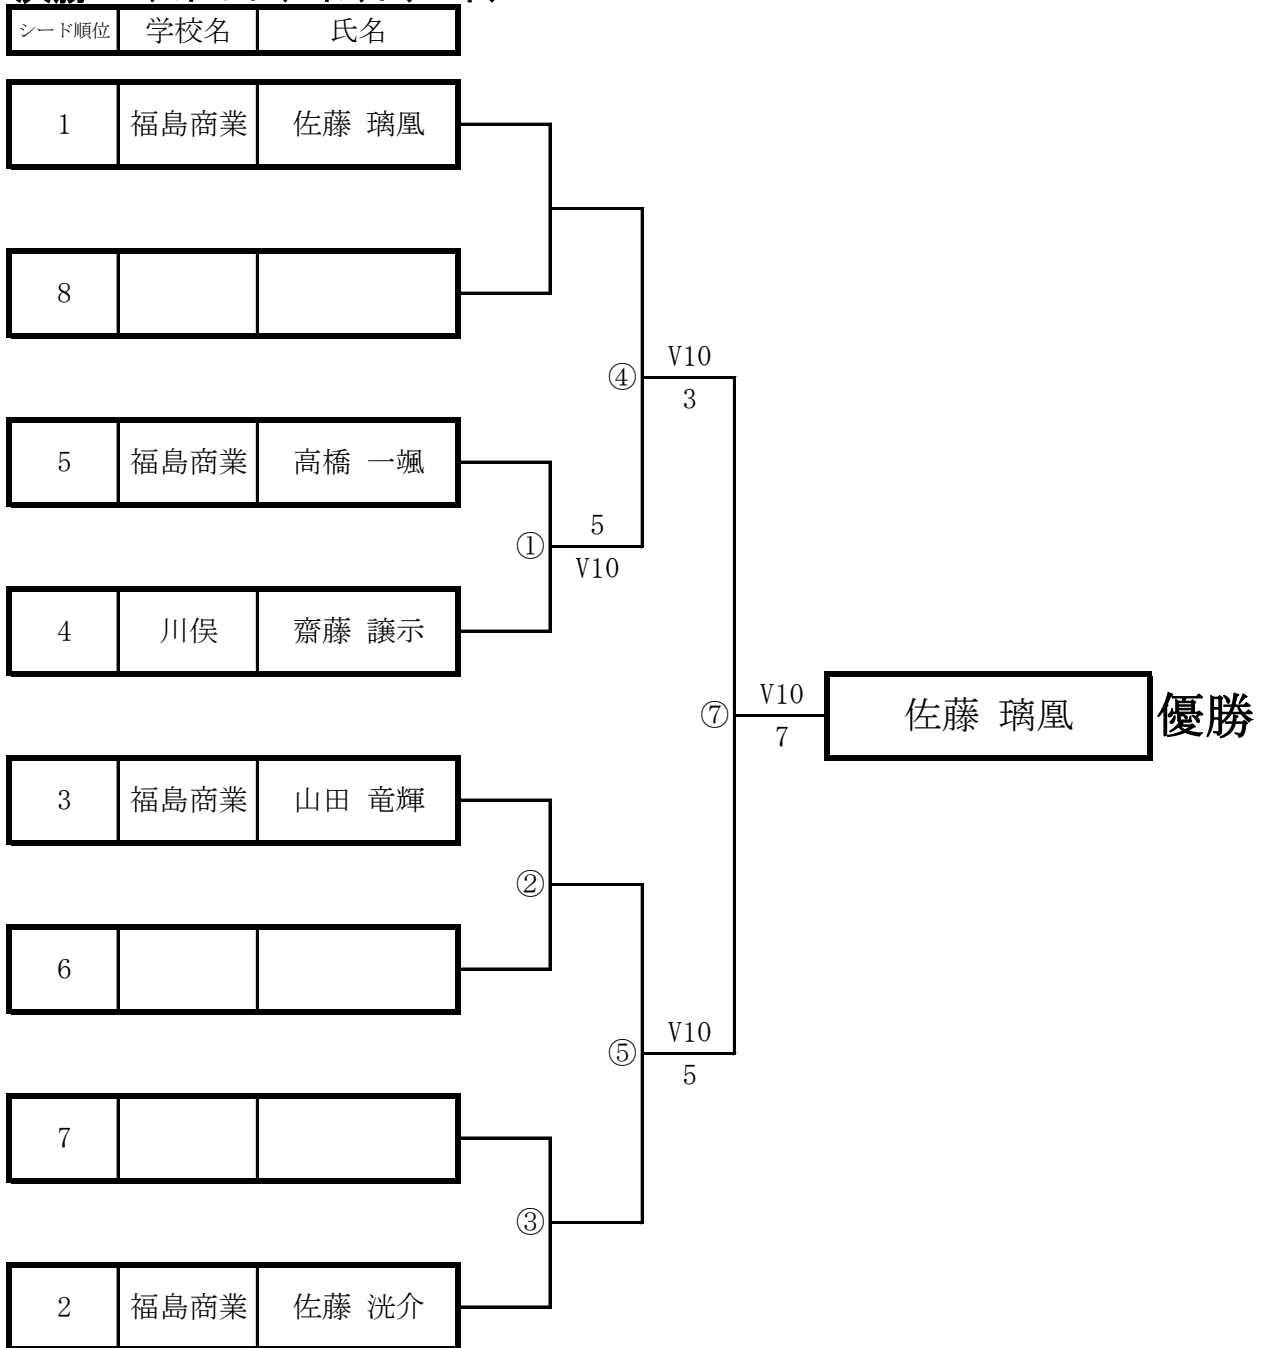 シード順位 学校名 氏名
1 福島商業 佐藤 璃凰
8
V10
④
3
5 福島商業 高橋 一颯
5
①
V10
4 川俣 齋藤 譲示
V10
⑦ 佐藤 璃凰 優勝
7
3 福島商業 山田 竜輝
②
6
V10
⑤
5
7
③
2 福島商業 佐藤 洸介